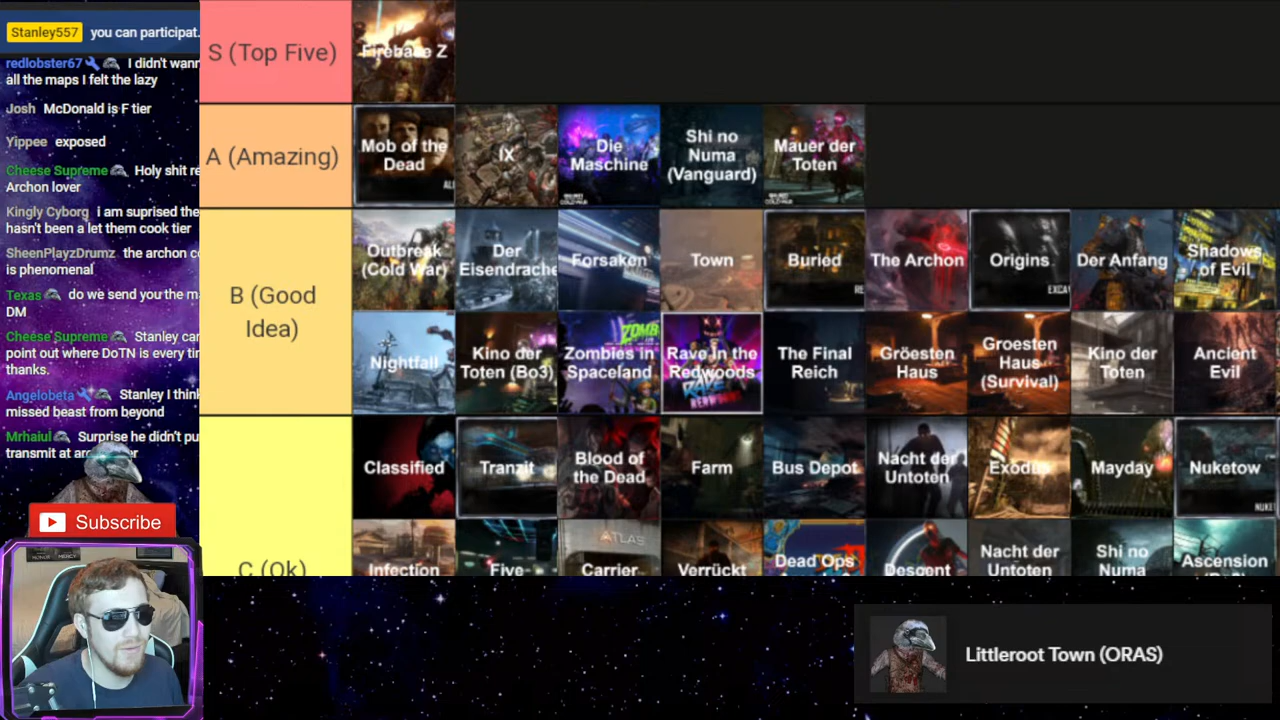 Stanley557 you can participat.
redlobster67 I didn't wann
all the maps I felt the lazy
Josh McDonald is F tier
Yippee exposed
Cheese Supreme Holy shit re
Archon lover
Kingly Cyborg i am suprised the
hasn't been a let them cook tier
SheenPlayzDrumz the archon co
is phenomenal
Texas do we send you the m
DM
Cheese Supreme Stanley can
point out where DoTN is every tin
thanks.
Angelobeta Stanley I think
missed beast from beyond
Mrhaiul Surprise he didn't pu
transmit at
Subscribe
S (Top Five)
Firebase Z
A (Amazing)
Mob of the
Dead
IX
Die
Maschine
Shi no
Numa
(Vanguard)
Mauer der
Toten
B (Good
Idea)
Outbreak
(Cold War)
Der
Eisendrache
Forsaken
Town
Buried
The Archon
Origins
Der Anfang
Shadows
of Evil
Nightfall
Kino der
Toten (Bo3)
Zombies in
Spaceland
Rave in the
Redwoods
The Final
Reich
Gröesten
Haus
Groesten
Haus
(Survival)
Kino der
Toten
Ancient
Evil
C (Ok)
Classified
Tranzit
Blood of
the Dead
Farm
Bus Depot
Nacht der
Untoten
Exodus
Mayday
Nuketow
Infection
Five
ATLAS
Carrier
Verrückt
Dead Ops
Descent
Nacht der
Untoten
Shi no
Numa
Ascension
Littleroot Town (ORAS)